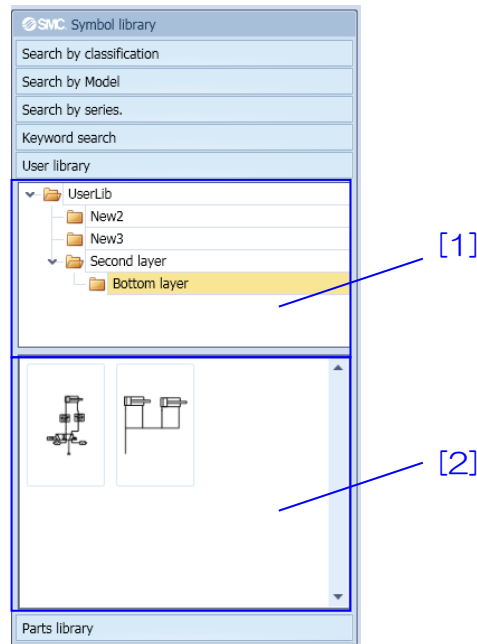 SMC. Symbol library
Search by classification
Search by Model
Search by series.
Keyword search
User library
UserLib
New2
New3
Second layer
Bottom layer
[1]
[2]
Parts library